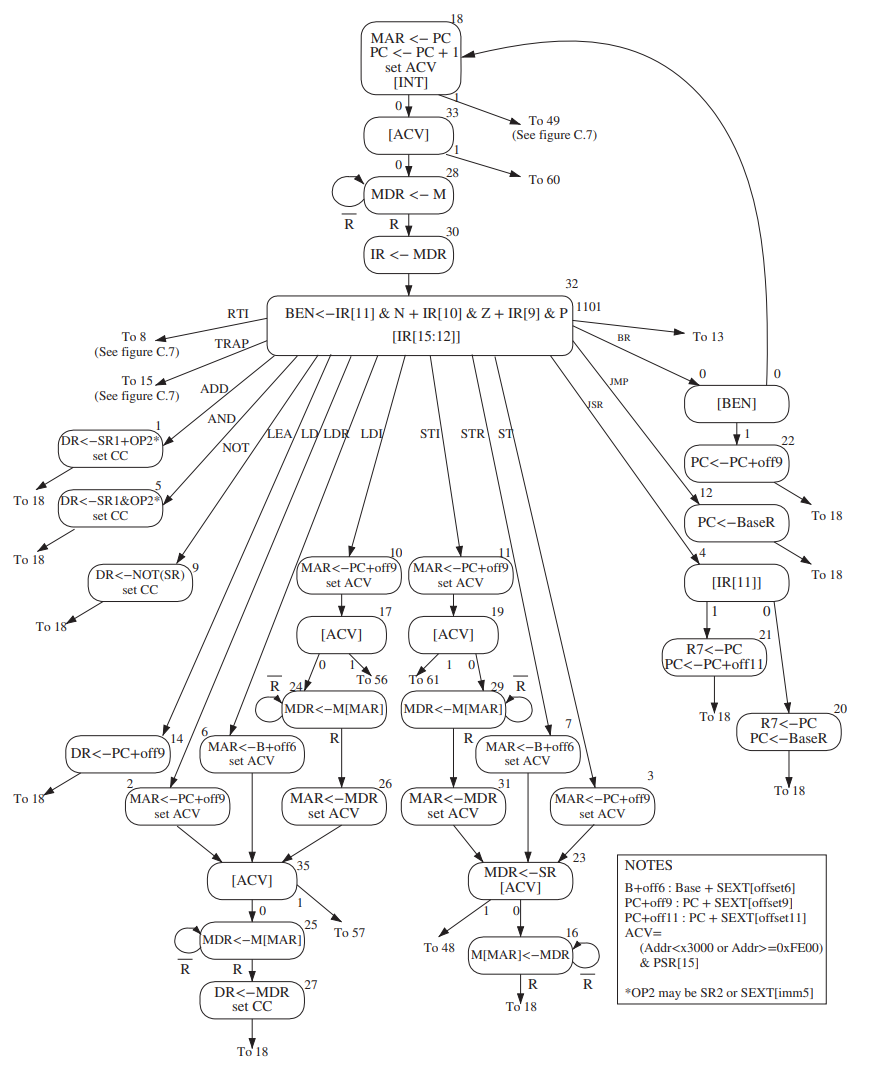 18
MAR <– PC
PC <– PC + 1
set ACV
[INT]
0
1
33
To 49
(See figure C.7)
[ACV]
0
1
28
To 60
MDR <– M
R
R
30
IR <– MDR
32
1101
BEN<–IR[11] & N + IR[10] & Z + IR[9] & P
[IR[15:12]]
RTI
To 8
(See figure C.7)
TRAP
To 15
(See figure C.7)
To 13
BR
JMP
JSR
ADD
AND
NOT
LEA
LD
LDR
LDI
STI
STR
ST
0
0
[BEN]
1
22
PC<–PC+off9
To 18
12
PC<–BaseR
To 18
4
[IR[11]]
1
0
21
R7<–PC
PC<–PC+off11
To 18
20
R7<–PC
PC<–BaseR
To 18
1
DR<–SR1+OP2*
set CC
To 18
5
DR<–SR1&OP2*
set CC
To 18
9
DR<–NOT(SR)
set CC
To 18
10
MAR<–PC+off9
set ACV
11
MAR<–PC+off9
set ACV
17
[ACV]
0
1
To 56
19
[ACV]
1
0
To 61
R
24
MDR<–M[MAR]
R
29
R
MDR<–M[MAR]
R
14
DR<–PC+off9
To 18
6
MAR<–B+off6
set ACV
7
MAR<–B+off6
set ACV
2
MAR<–PC+off9
set ACV
26
MAR<–MDR
set ACV
31
MAR<–MDR
set ACV
3
MAR<–PC+off9
set ACV
35
[ACV]
0
1
To 57
25
MDR<–M[MAR]
R
R
27
DR<–MDR
set CC
To 18
23
MDR<–SR
[ACV]
1
0
To 48
16
M[MAR]<–MDR
R
R
To 18
NOTES
B+off6 : Base + SEXT[offset6]
PC+off9 : PC + SEXT[offset9]
PC+off11 : PC + SEXT[offset11]
ACV=
(Addr<x3000 or Addr>=0xFE00)
& PSR[15]
*OP2 may be SR2 or SEXT[imm5]